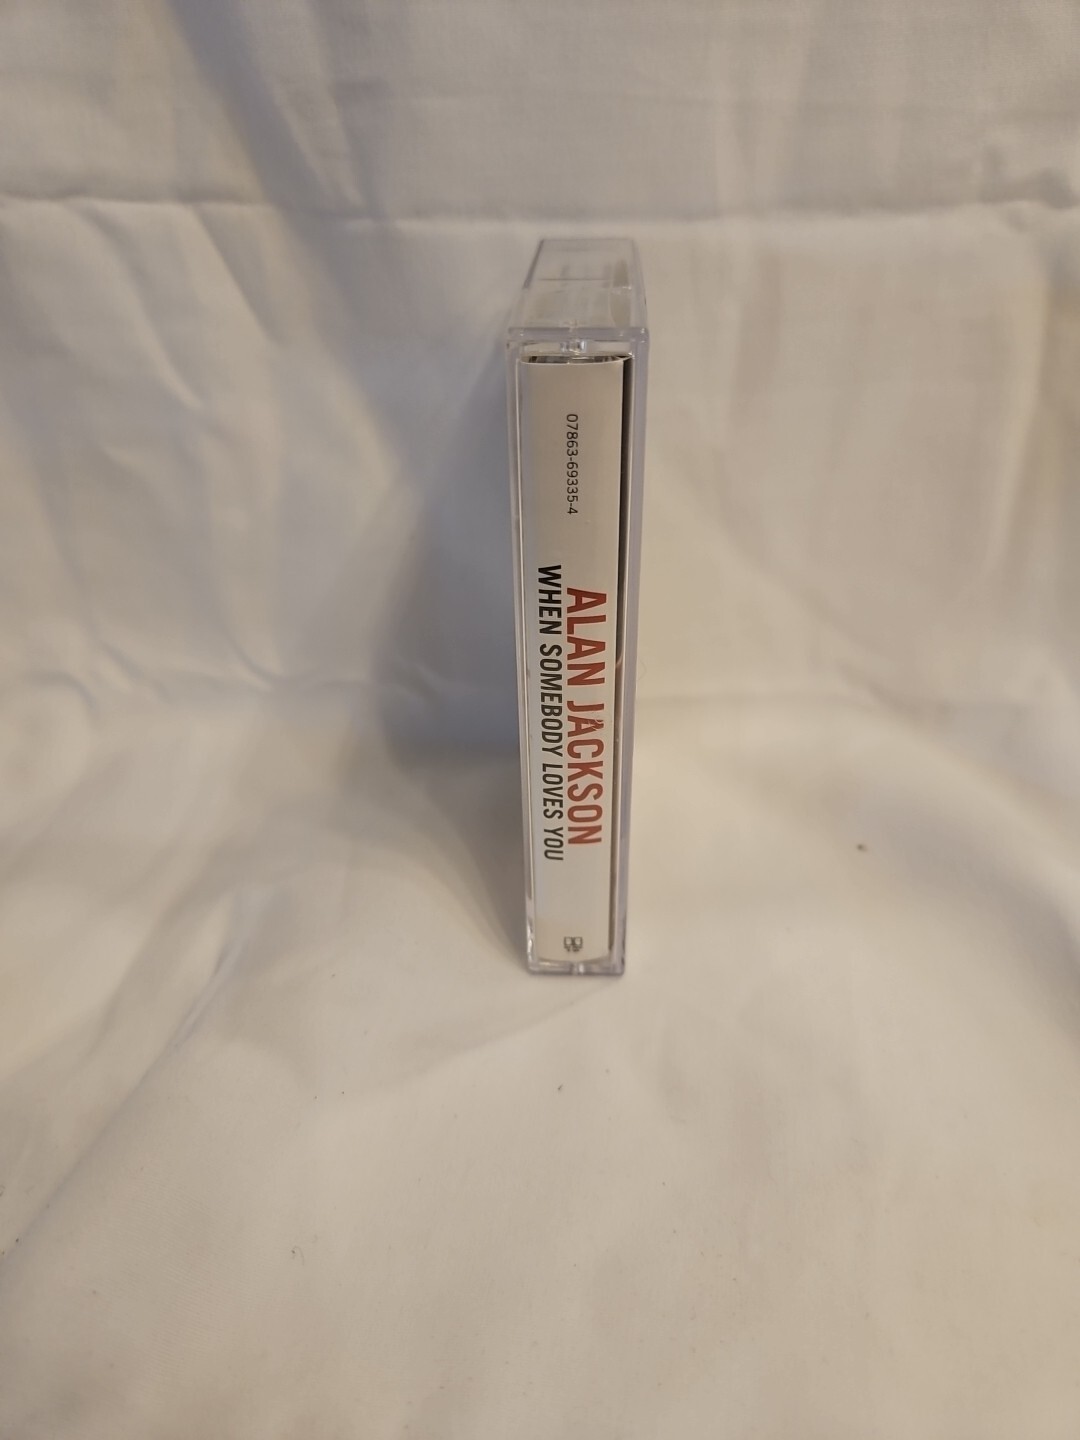 07863-69335-4
ALAN JACKSON
WHEN SOMEBODY LOVES YOU